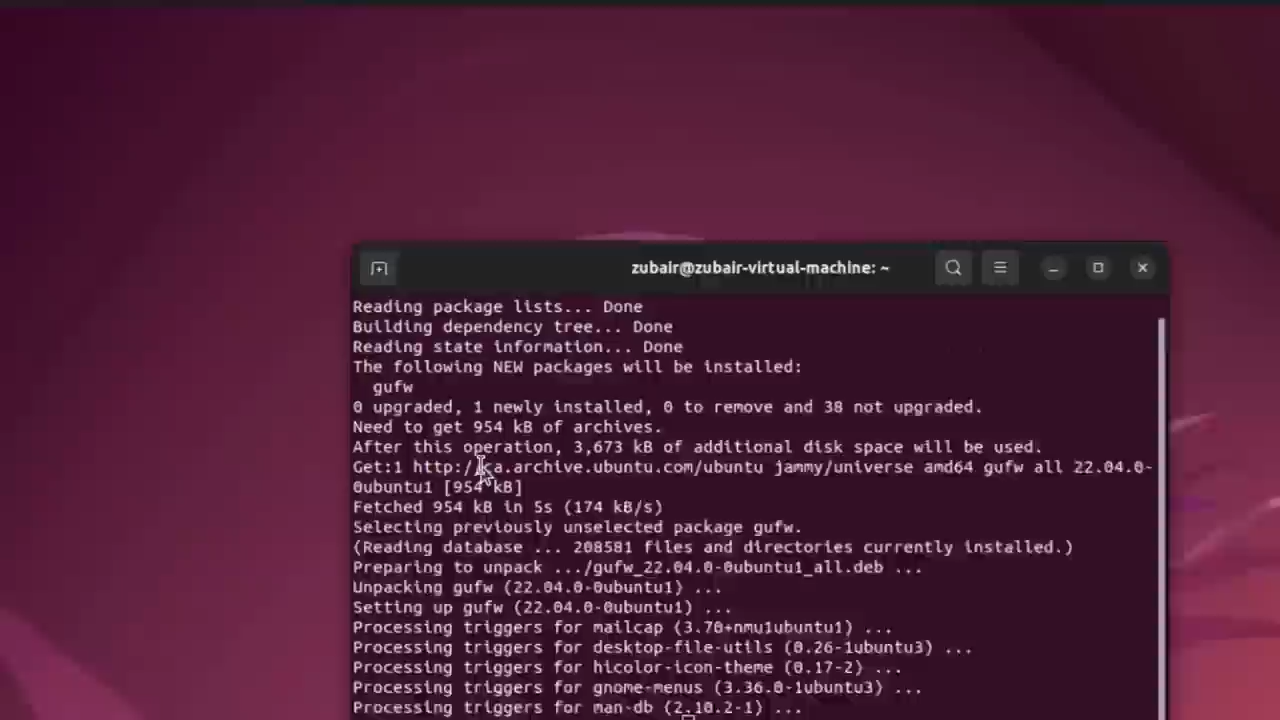 zubair@zubair-virtual-machine: ~
Reading package lists... Done
Building dependency tree... Done
Reading state information... Done
The following NEW packages will be installed:
gufw
0 upgraded, 1 newly installed, 0 to remove and 38 not upgraded.
Need to get 954 kB of archives.
After this operation, 3,673 kB of additional disk space will be used.
Get:1 http://ca.archive.ubuntu.com/ubuntu jammy/universe amd64 gufw all 22.04.0-
0ubuntu1 [954 kB]
Fetched 954 kB in 5s (174 kB/s)
Selecting previously unselected package gufw.
(Reading database ... 208581 files and directories currently installed.)
Preparing to unpack .../gufw_22.04.0-0ubuntu1_all.deb ...
Unpacking gufw (22.04.0-0ubuntu1) ...
Setting up gufw (22.04.0-0ubuntu1) ...
Processing triggers for mailcap (3.70+nmu1ubuntu1) ...
Processing triggers for desktop-file-utils (0.26-1ubuntu3) ...
Processing triggers for hicolor-icon-theme (0.17-2) ...
Processing triggers for gnome-menus (3.36.0-1ubuntu3) ...
Processing triggers for man-db (2.10.2-1) ...